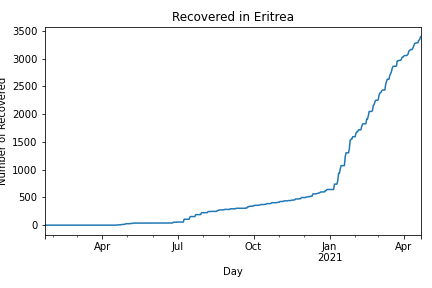 Recovered in Eritrea
Number of Recovered
3500
3000
2500
2000
1500
1000
500
0
Apr
Jul
Oct
Jan
2021
Apr
Day